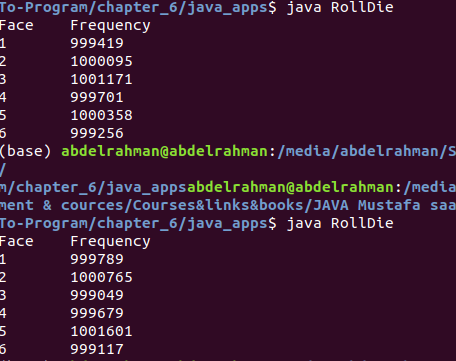 To-Program/chapter_6/java_apps$ java RollDie
Face Frequency
1 999419
2 1000095
3 1001171
4 999701
5 1000358
6 999256
(base) abdelrahman@abdelrahman:/media/abdelrahman/S
/
m/chapter_6/java_appsabdelrahman@abdelrahman:/media
ment & cources/Courses&links&books/JAVA Mustafa saa
To-Program/chapter_6/java_apps$ java RollDie
Face Frequency
1 999789
2 1000765
3 999049
4 999679
5 1001601
6 999117